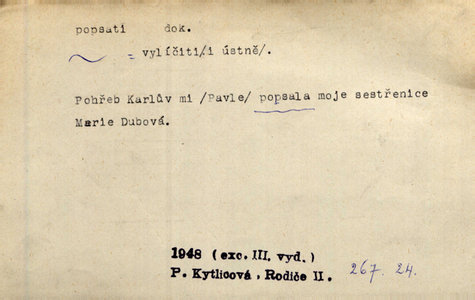 popsati dok.
= vylíčiti/i ústně/.
Pohřeb Karlův mi /Pavle/ popsala moje sestřenice
Marie Dubová.
1948 (exc. III. vyd.)
P. Kytlicová, Rodiče II. 267. 24.